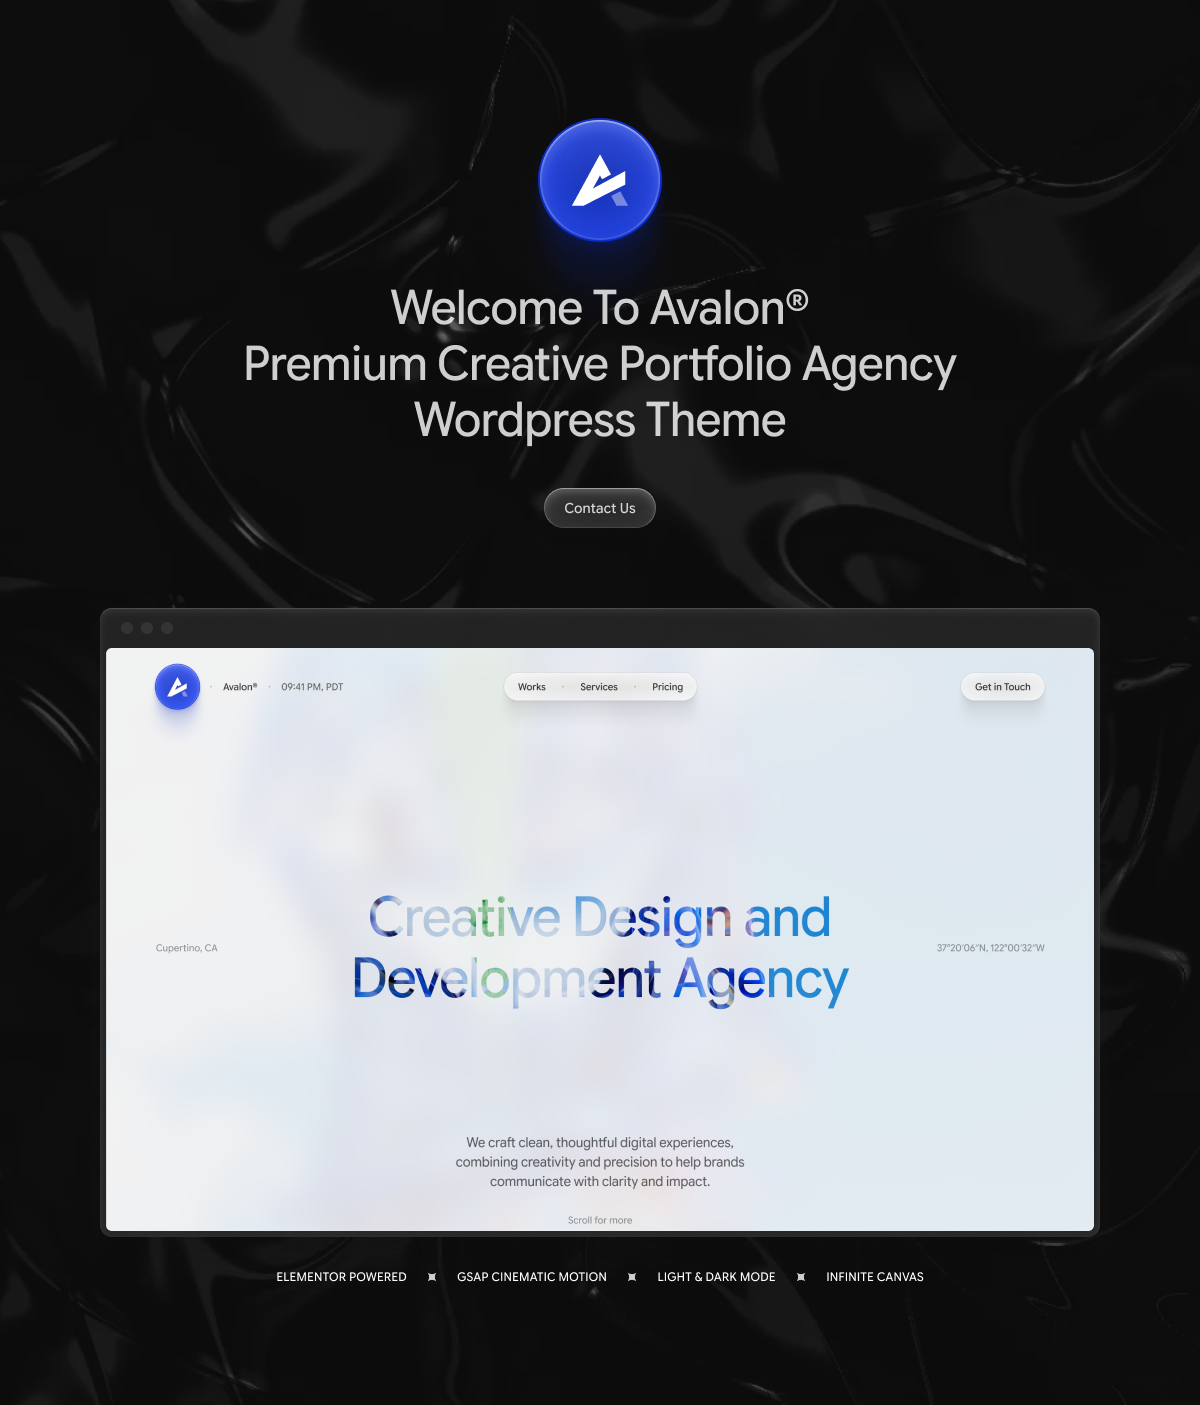 Welcome To Avalon®
Premium Creative Portfolio Agency
Wordpress Theme
Contact Us
· Avalon® · 09:41 PM, PDT
Works · Services · Pricing
Get in Touch
Creative Design and
Development Agency
Cupertino, CA
37°20'06"N, 122°00'32"W
We craft clean, thoughtful digital experiences,
combining creativity and precision to help brands
communicate with clarity and impact.
Scroll for more
ELEMENTOR POWERED
GSAP CINEMATIC MOTION
LIGHT & DARK MODE
INFINITE CANVAS